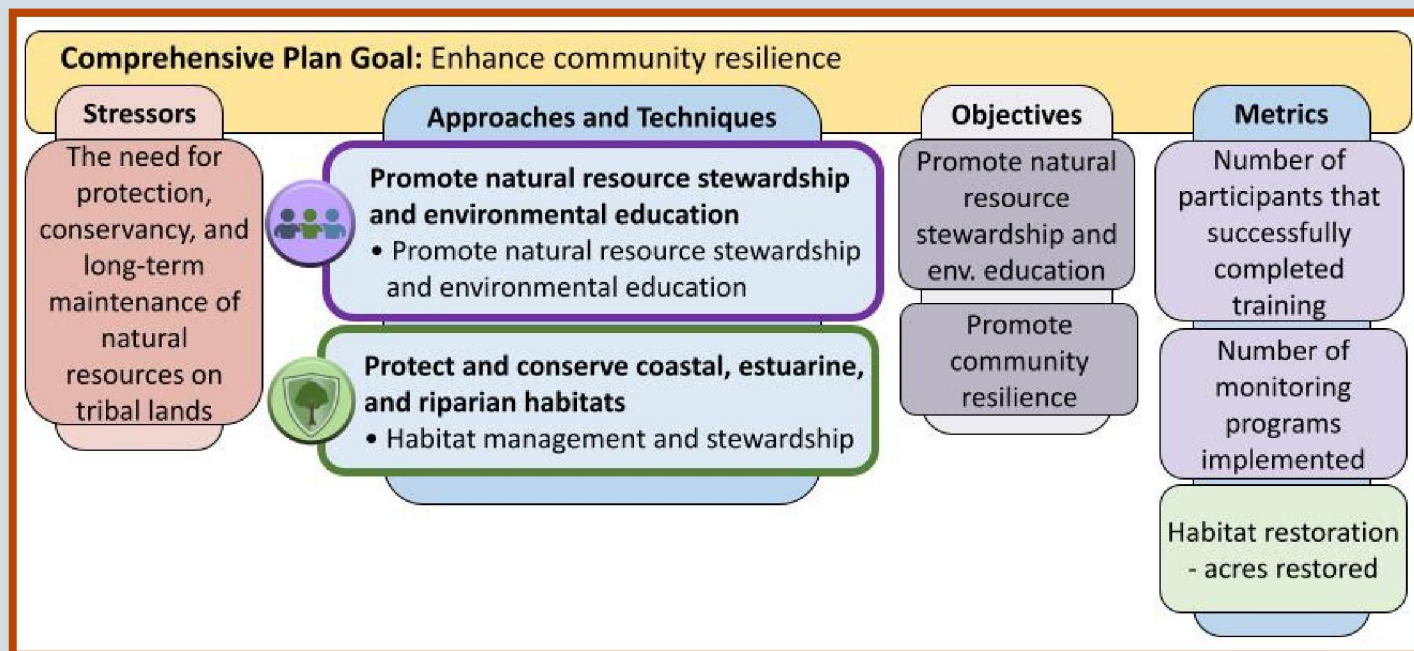 Comprehensive Plan Goal: Enhance community resilience
Stressors
The need for
protection,
conservancy, and
long-term
maintenance of
natural
resources on
tribal lands
Approaches and Techniques
Promote natural resource stewardship
and environmental education
• Promote natural resource stewardship
and environmental education
Protect and conserve coastal, estuarine,
and riparian habitats
• Habitat management and stewardship
Objectives
Promote natural
resource
stewardship and
env. education
Promote
community
resilience
Metrics
Number of
participants that
successfully
completed
training
Number of
monitoring
programs
implemented
Habitat restoration
- acres restored